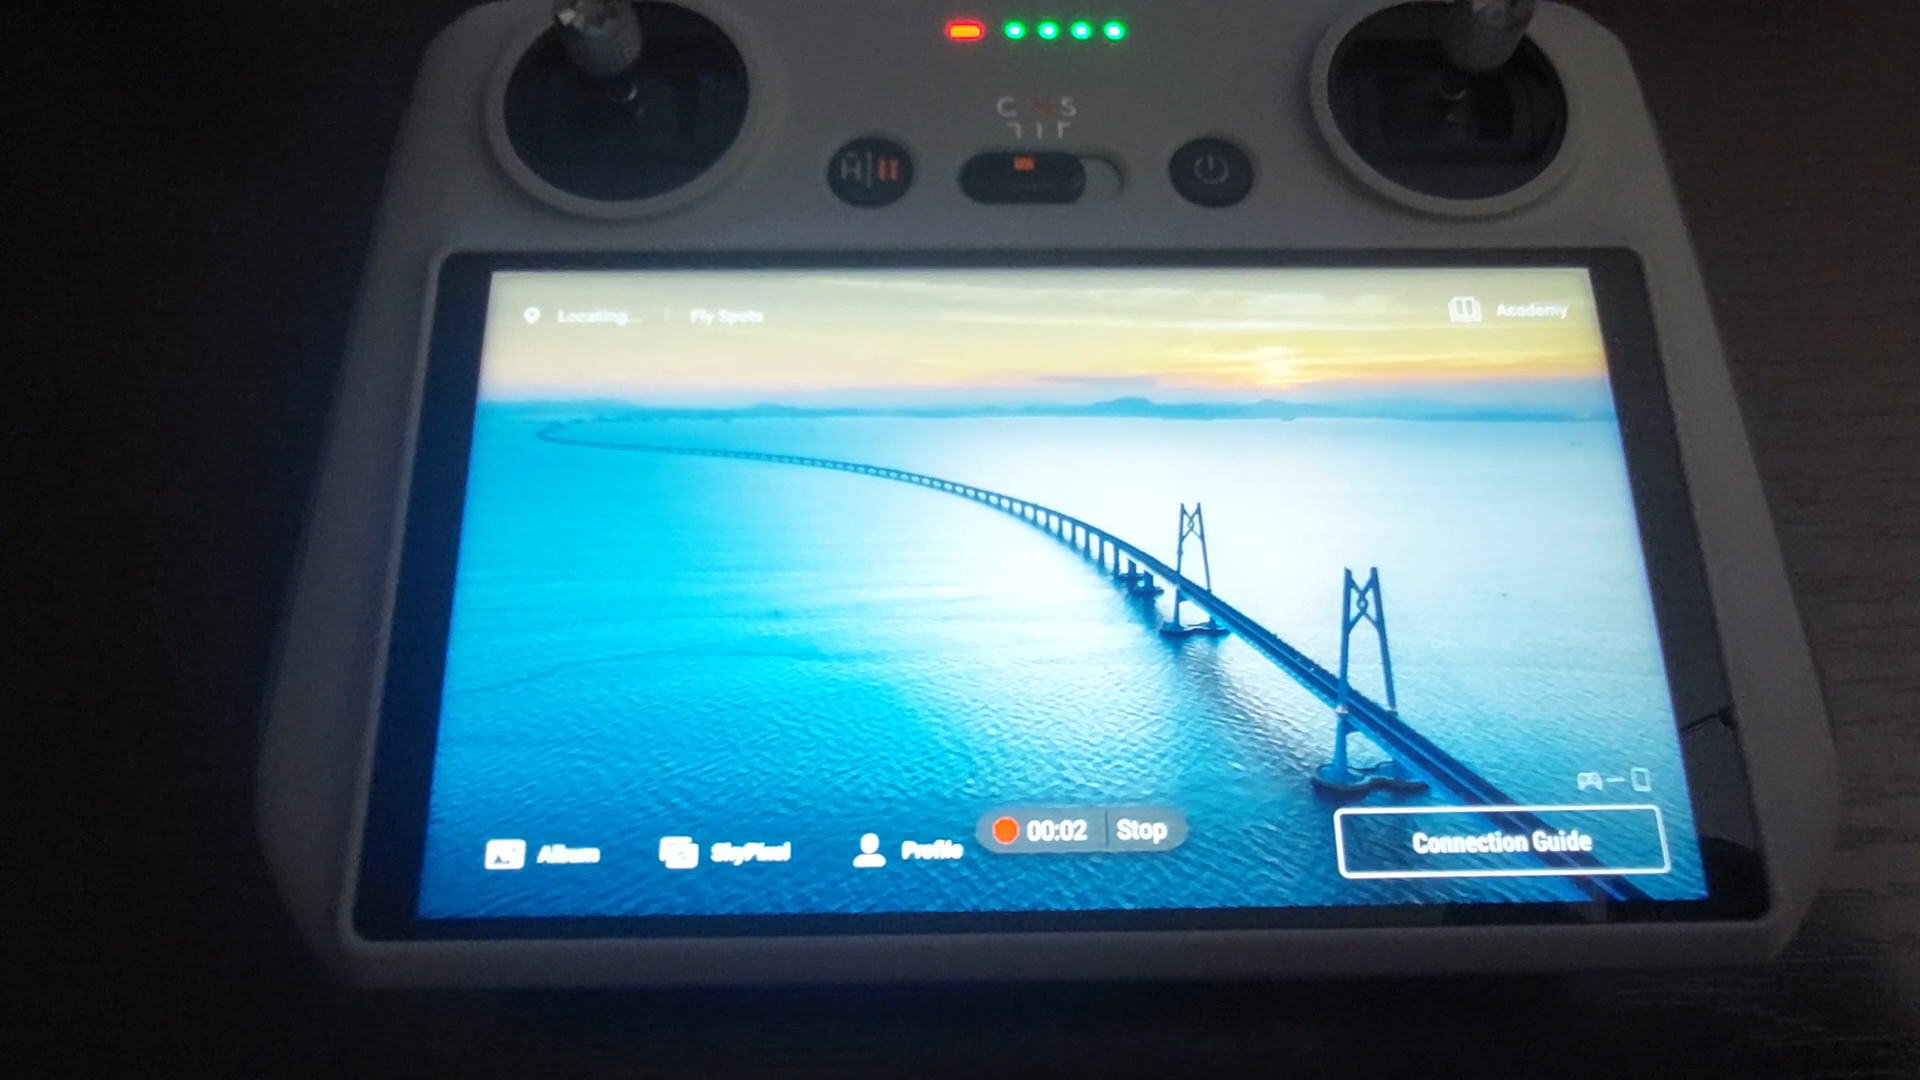 C N S
H
Locating... | Fly Spots
Academy
Album
SkyPixel
Profile
00:02 | Stop
Connection Guide